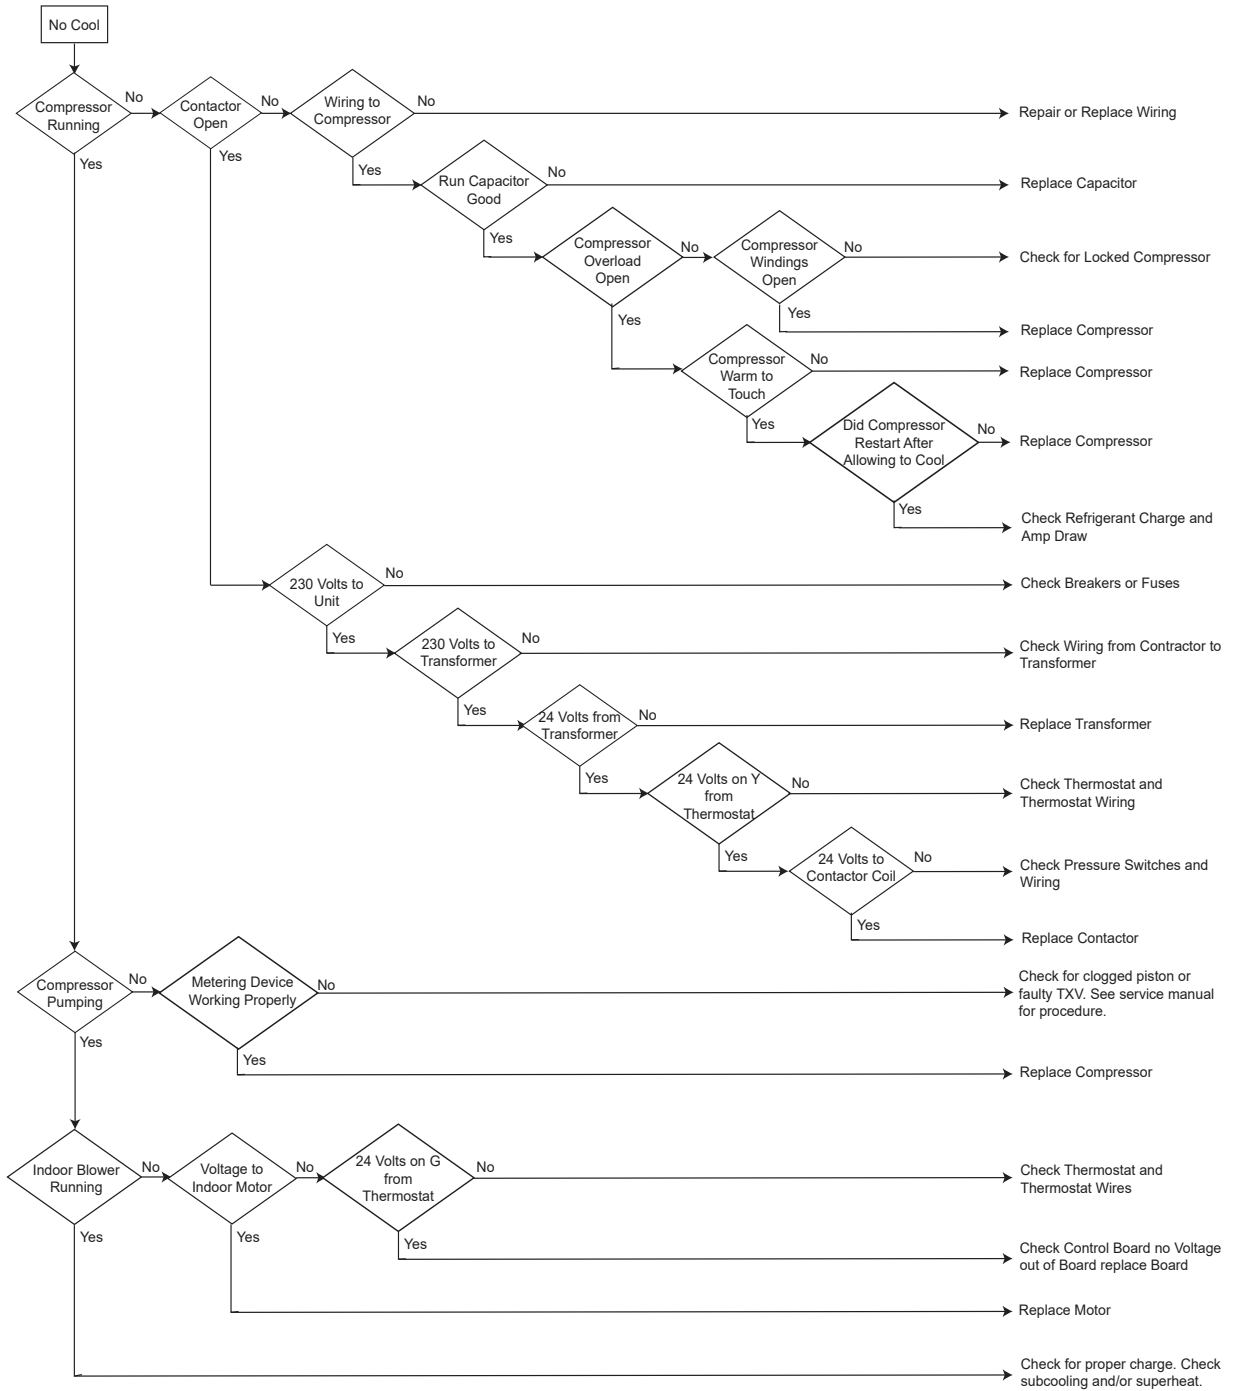 No Cool
Compressor
Running
No
Yes
Contactor
Open
No
Yes
Wiring to
Compressor
No
Yes
Repair or Replace Wiring
Run Capacitor
Good
No
Yes
Replace Capacitor
Compressor
Overload
Open
No
Yes
Compressor
Windings
Open
No
Yes
Check for Locked Compressor
Replace Compressor
Compressor
Warm to
Touch
No
Yes
Replace Compressor
Did Compressor
Restart After
Allowing to Cool
No
Yes
Replace Compressor
Check Refrigerant Charge and
Amp Draw
230 Volts to
Unit
No
Yes
Check Breakers or Fuses
230 Volts to
Transformer
No
Yes
Check Wiring from Contractor to
Transformer
24 Volts from
Transformer
No
Yes
Replace Transformer
24 Volts on Y
from
Thermostat
No
Yes
Check Thermostat and
Thermostat Wiring
24 Volts to
Contactor Coil
No
Yes
Check Pressure Switches and
Wiring
Replace Contactor
Compressor
Pumping
No
Yes
Metering Device
Working Properly
No
Yes
Check for clogged piston or
faulty TXV. See service manual
for procedure.
Replace Compressor
Indoor Blower
Running
No
Yes
Voltage to
Indoor Motor
No
Yes
24 Volts on G
from
Thermostat
No
Yes
Check Thermostat and
Thermostat Wires
Check Control Board no Voltage
out of Board replace Board
Replace Motor
Check for proper charge. Check
subcooling and/or superheat.